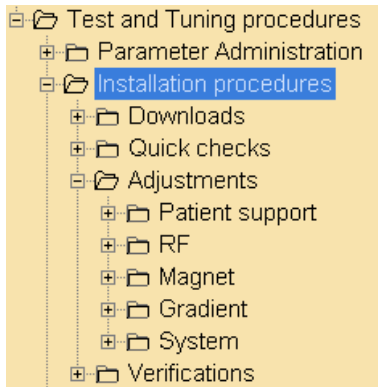 Test and Tuning procedures
Parameter Administration
Installation procedures
Downloads
Quick checks
Adjustments
Patient support
RF
Magnet
Gradient
System
Verifications